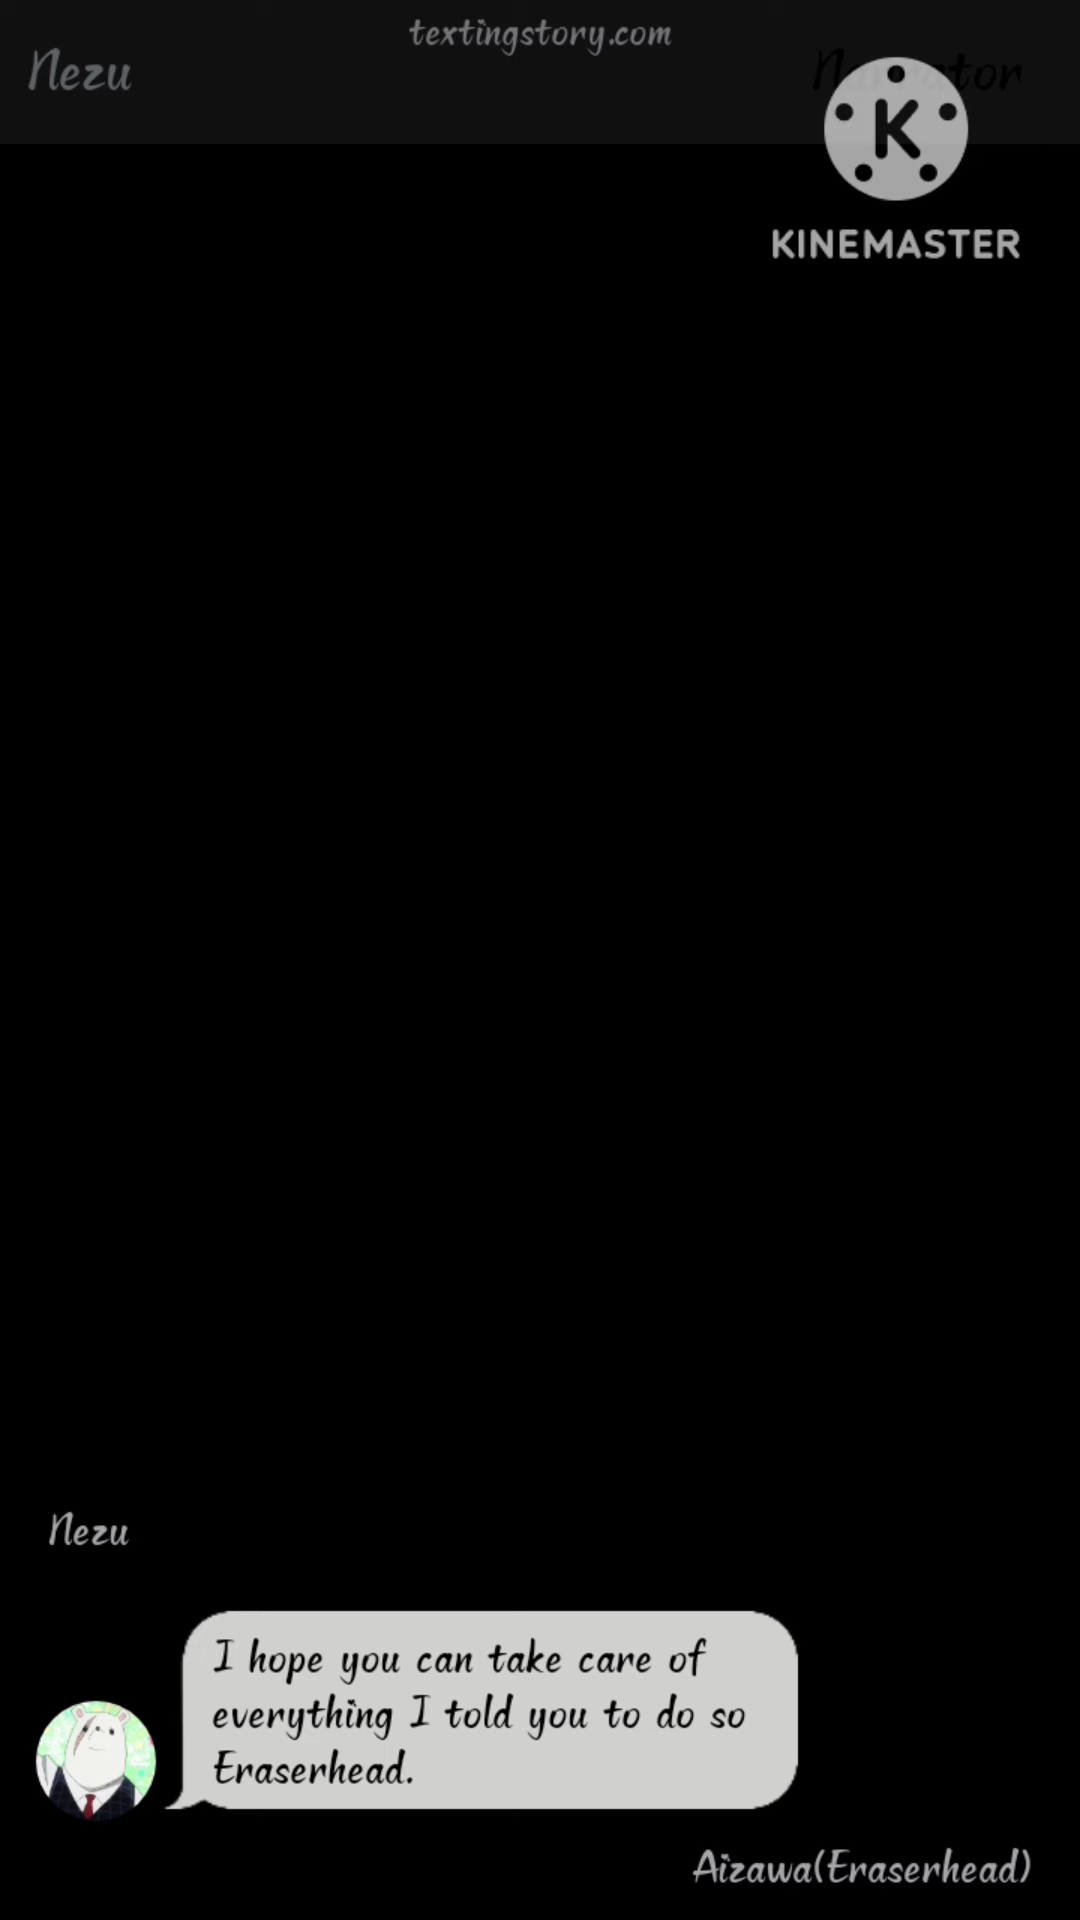 textingstory.com
Nezu
Narrator
K
KINEMASTER
Nezu
I hope you can take care of
everything I told you to do so
Eraserhead.
Aizawa(Eraserhead)